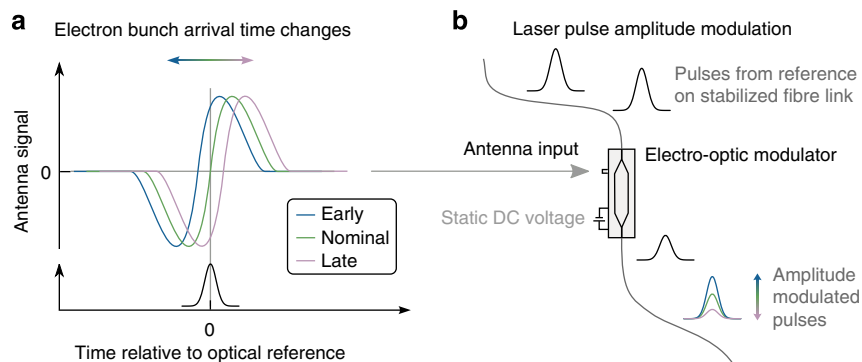 a
Electron bunch arrival time changes
Antenna signal
0
Early
Nominal
Late
0
Time relative to optical reference
b
Laser pulse amplitude modulation
Pulses from reference
on stabilized fibre link
Antenna input
Electro-optic modulator
Static DC voltage
Amplitude
modulated
pulses